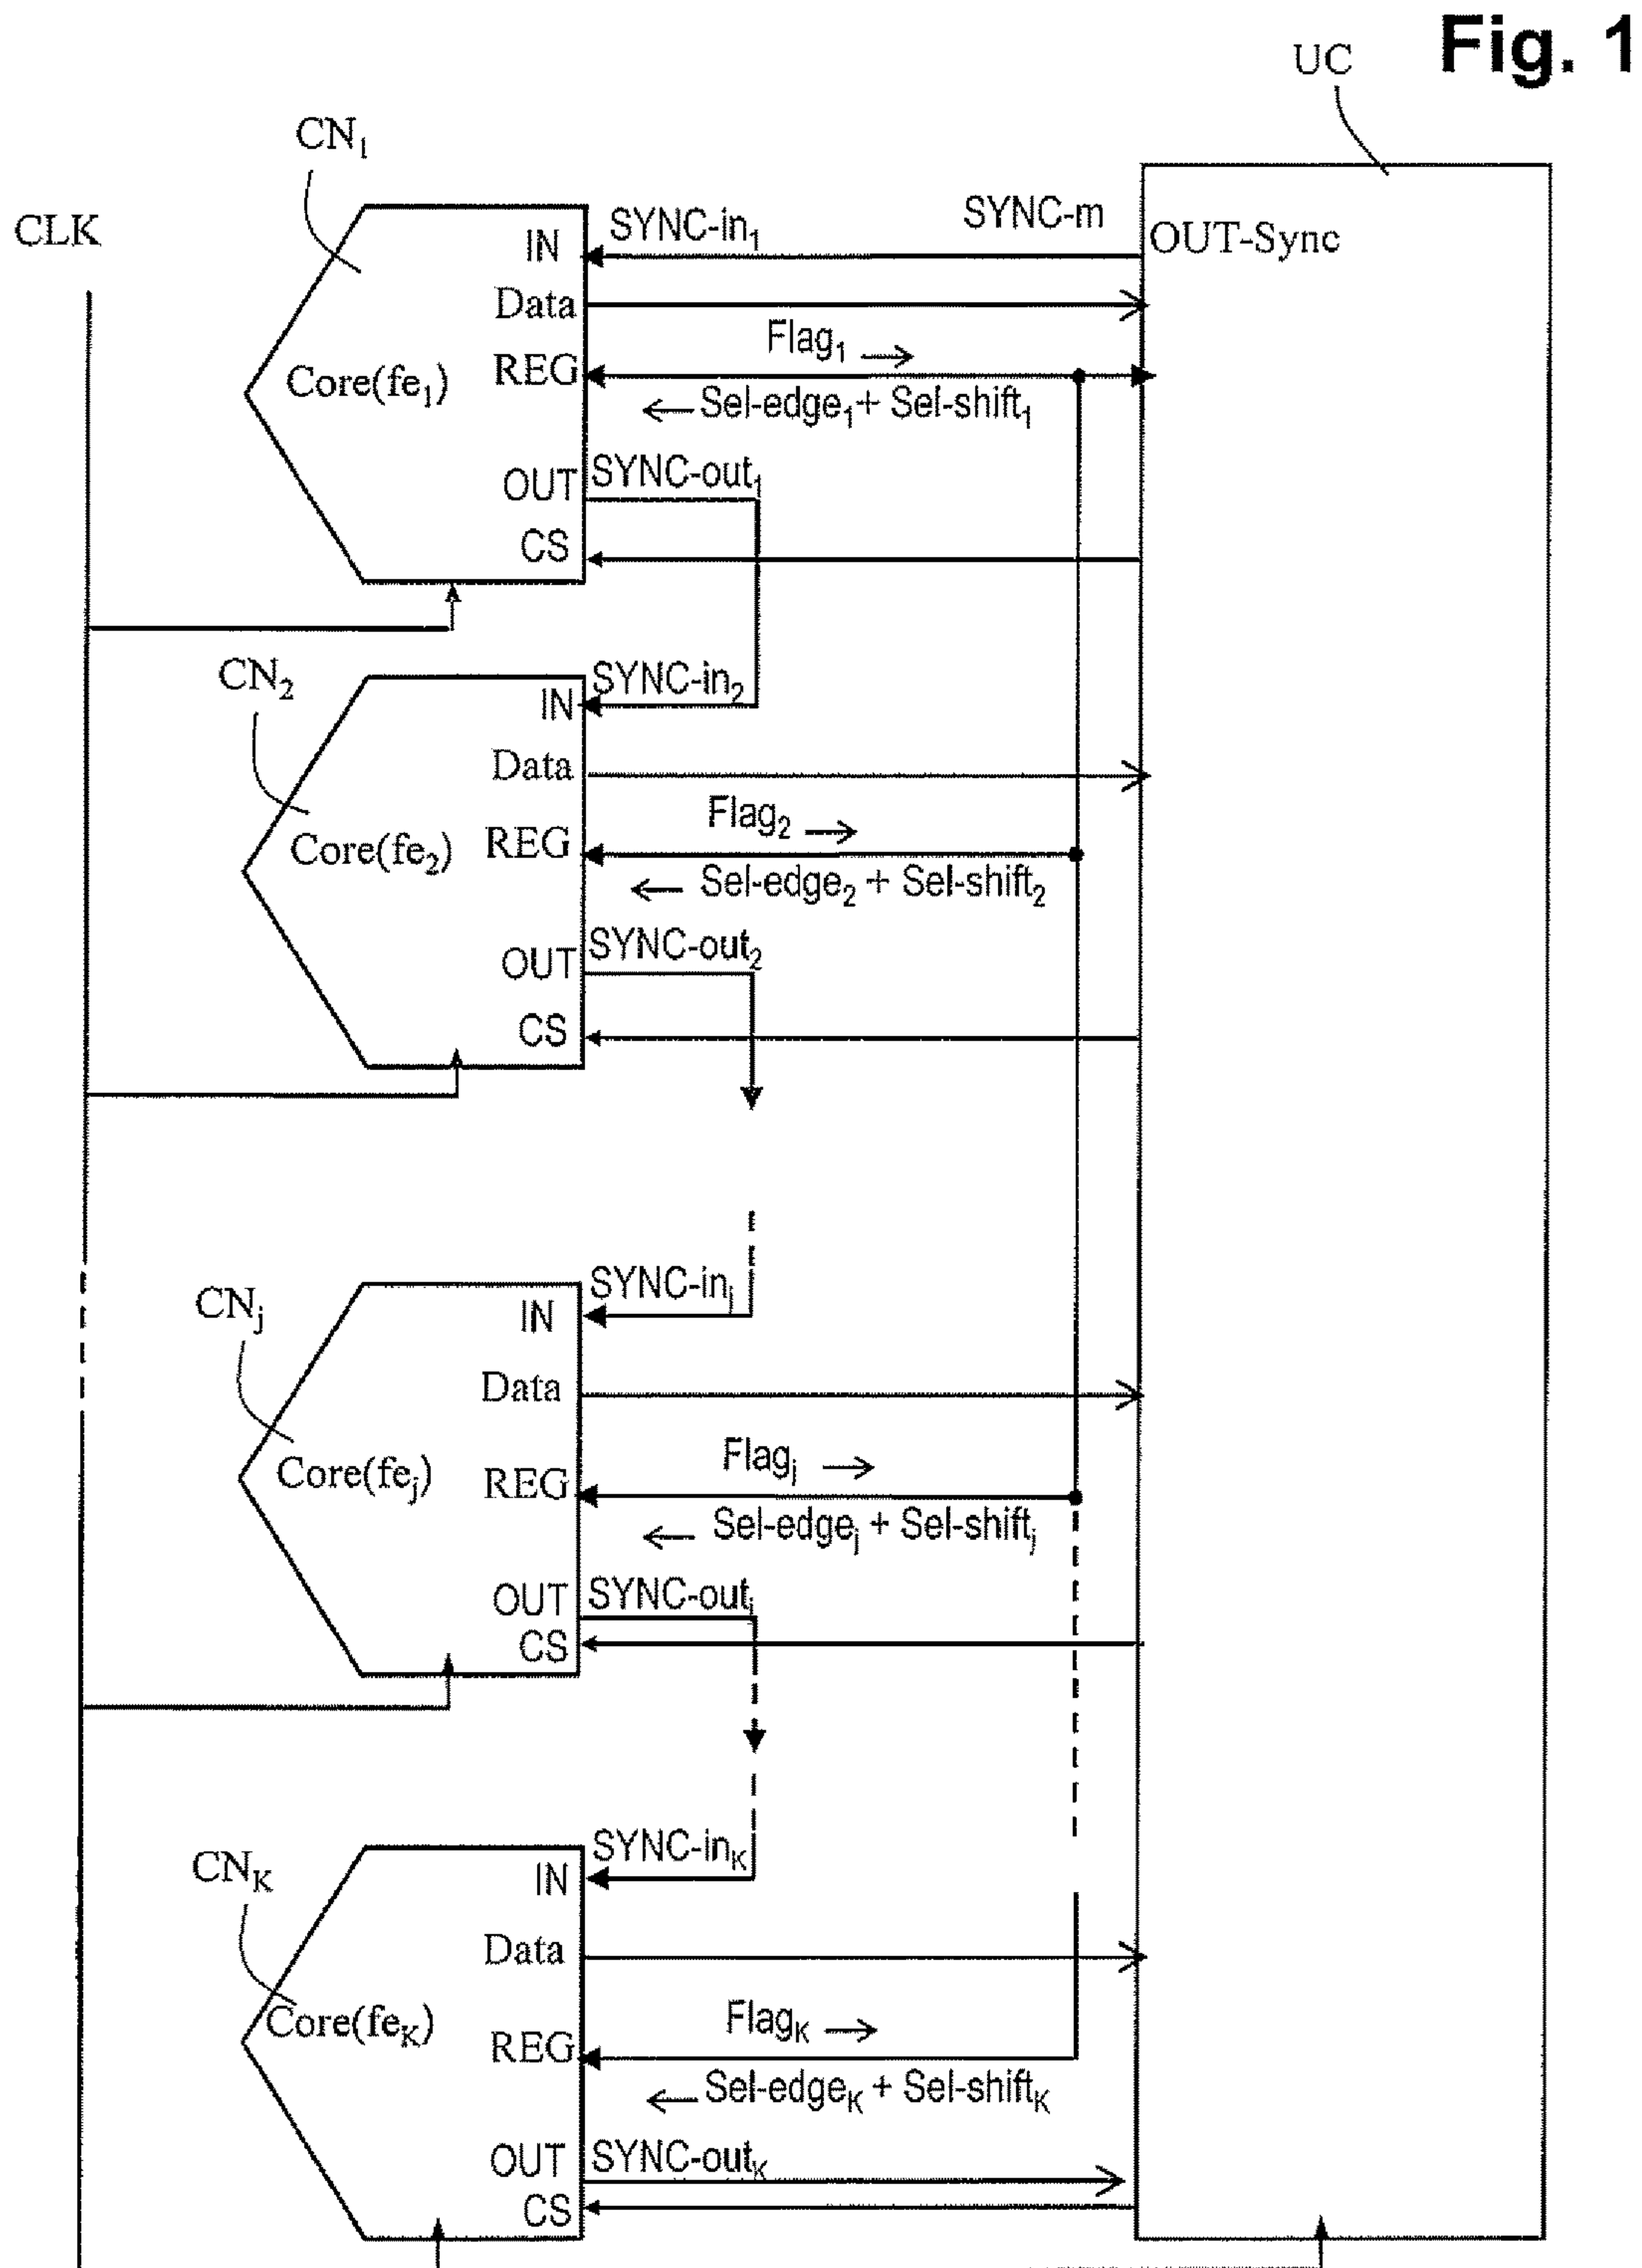 Fig. 1
UC
CN1
CLK
SYNC-in1
SYNC-m
IN
OUT-Sync
Data
Flag1
Core(fe1)
REG
Sel-edge1+ Sel-shift1
OUT
SYNC-out1
CS
CN2
SYNC-in2
IN
Data
Flag2
Core(fe2)
REG
Sel-edge2 + Sel-shift2
OUT
SYNC-out2
CS
CNj
SYNC-inj
IN
Data
Flagj
Core(fej)
REG
Sel-edgej + Sel-shiftj
OUT
SYNC-outj
CS
CNK
SYNC-inK
IN
Data
FlagK
Core(feK)
REG
Sel-edgeK + Sel-shiftK
OUT
SYNC-outK
CS